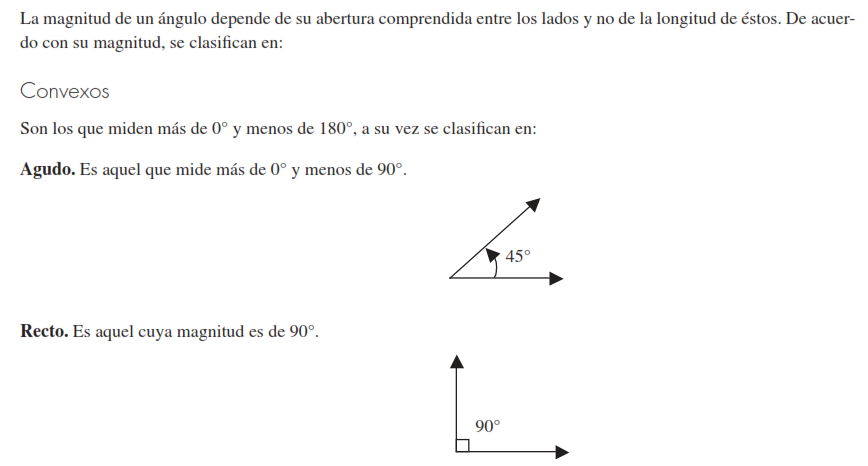 La magnitud de un ángulo depende de su abertura comprendida entre los lados y no de la longitud de éstos. De acuer-
do con su magnitud, se clasifican en:
Convexos
Son los que miden más de 0° y menos de 180°, a su vez se clasifican en:
Agudo. Es aquel que mide más de 0° y menos de 90°.
45°
Recto. Es aquel cuya magnitud es de 90°.
90°